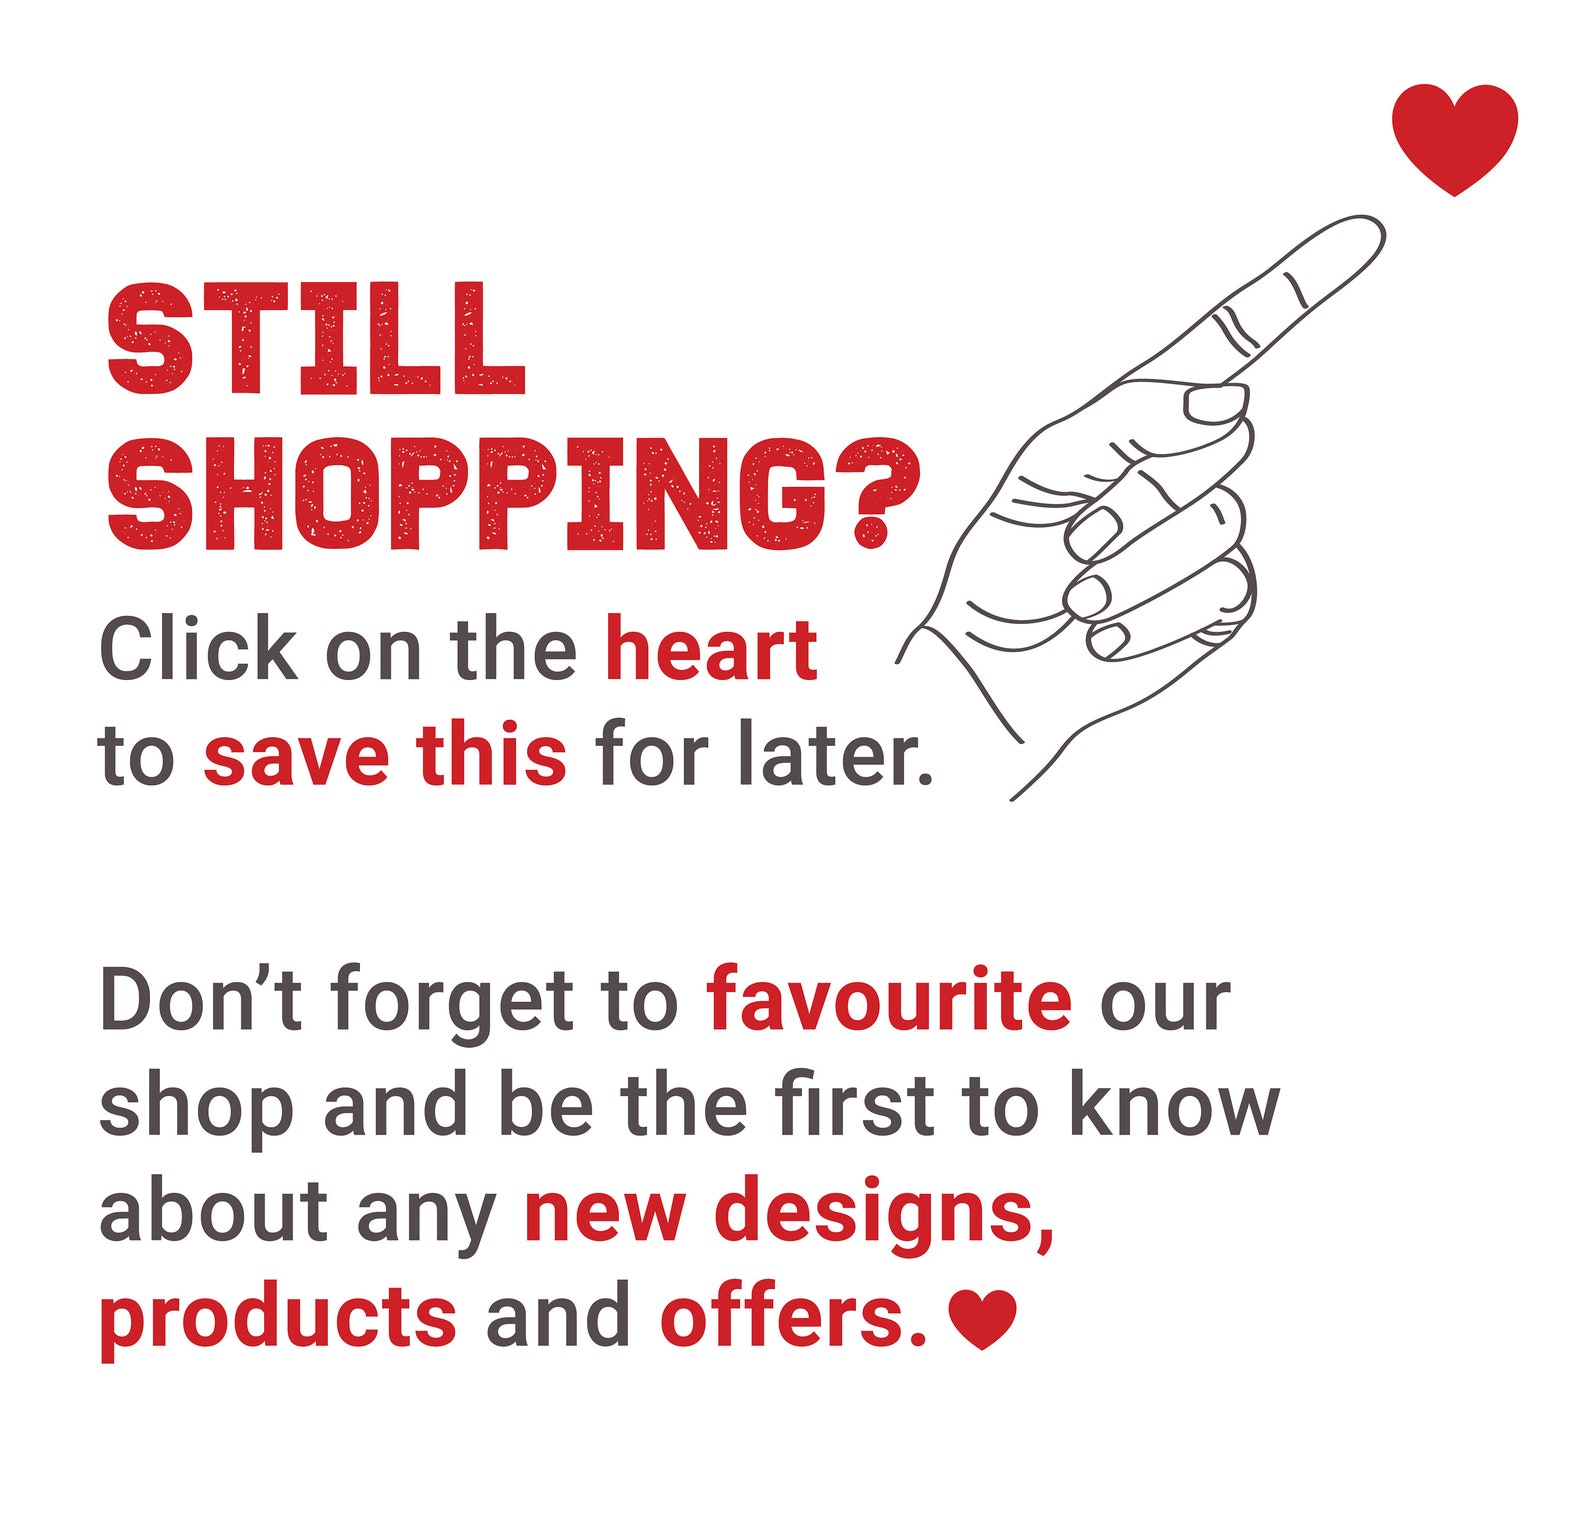 STILL
SHOPPING?
Click on the heart
to save this for later.
Don’t forget to favourite our
shop and be the first to know
about any new designs,
products and offers.